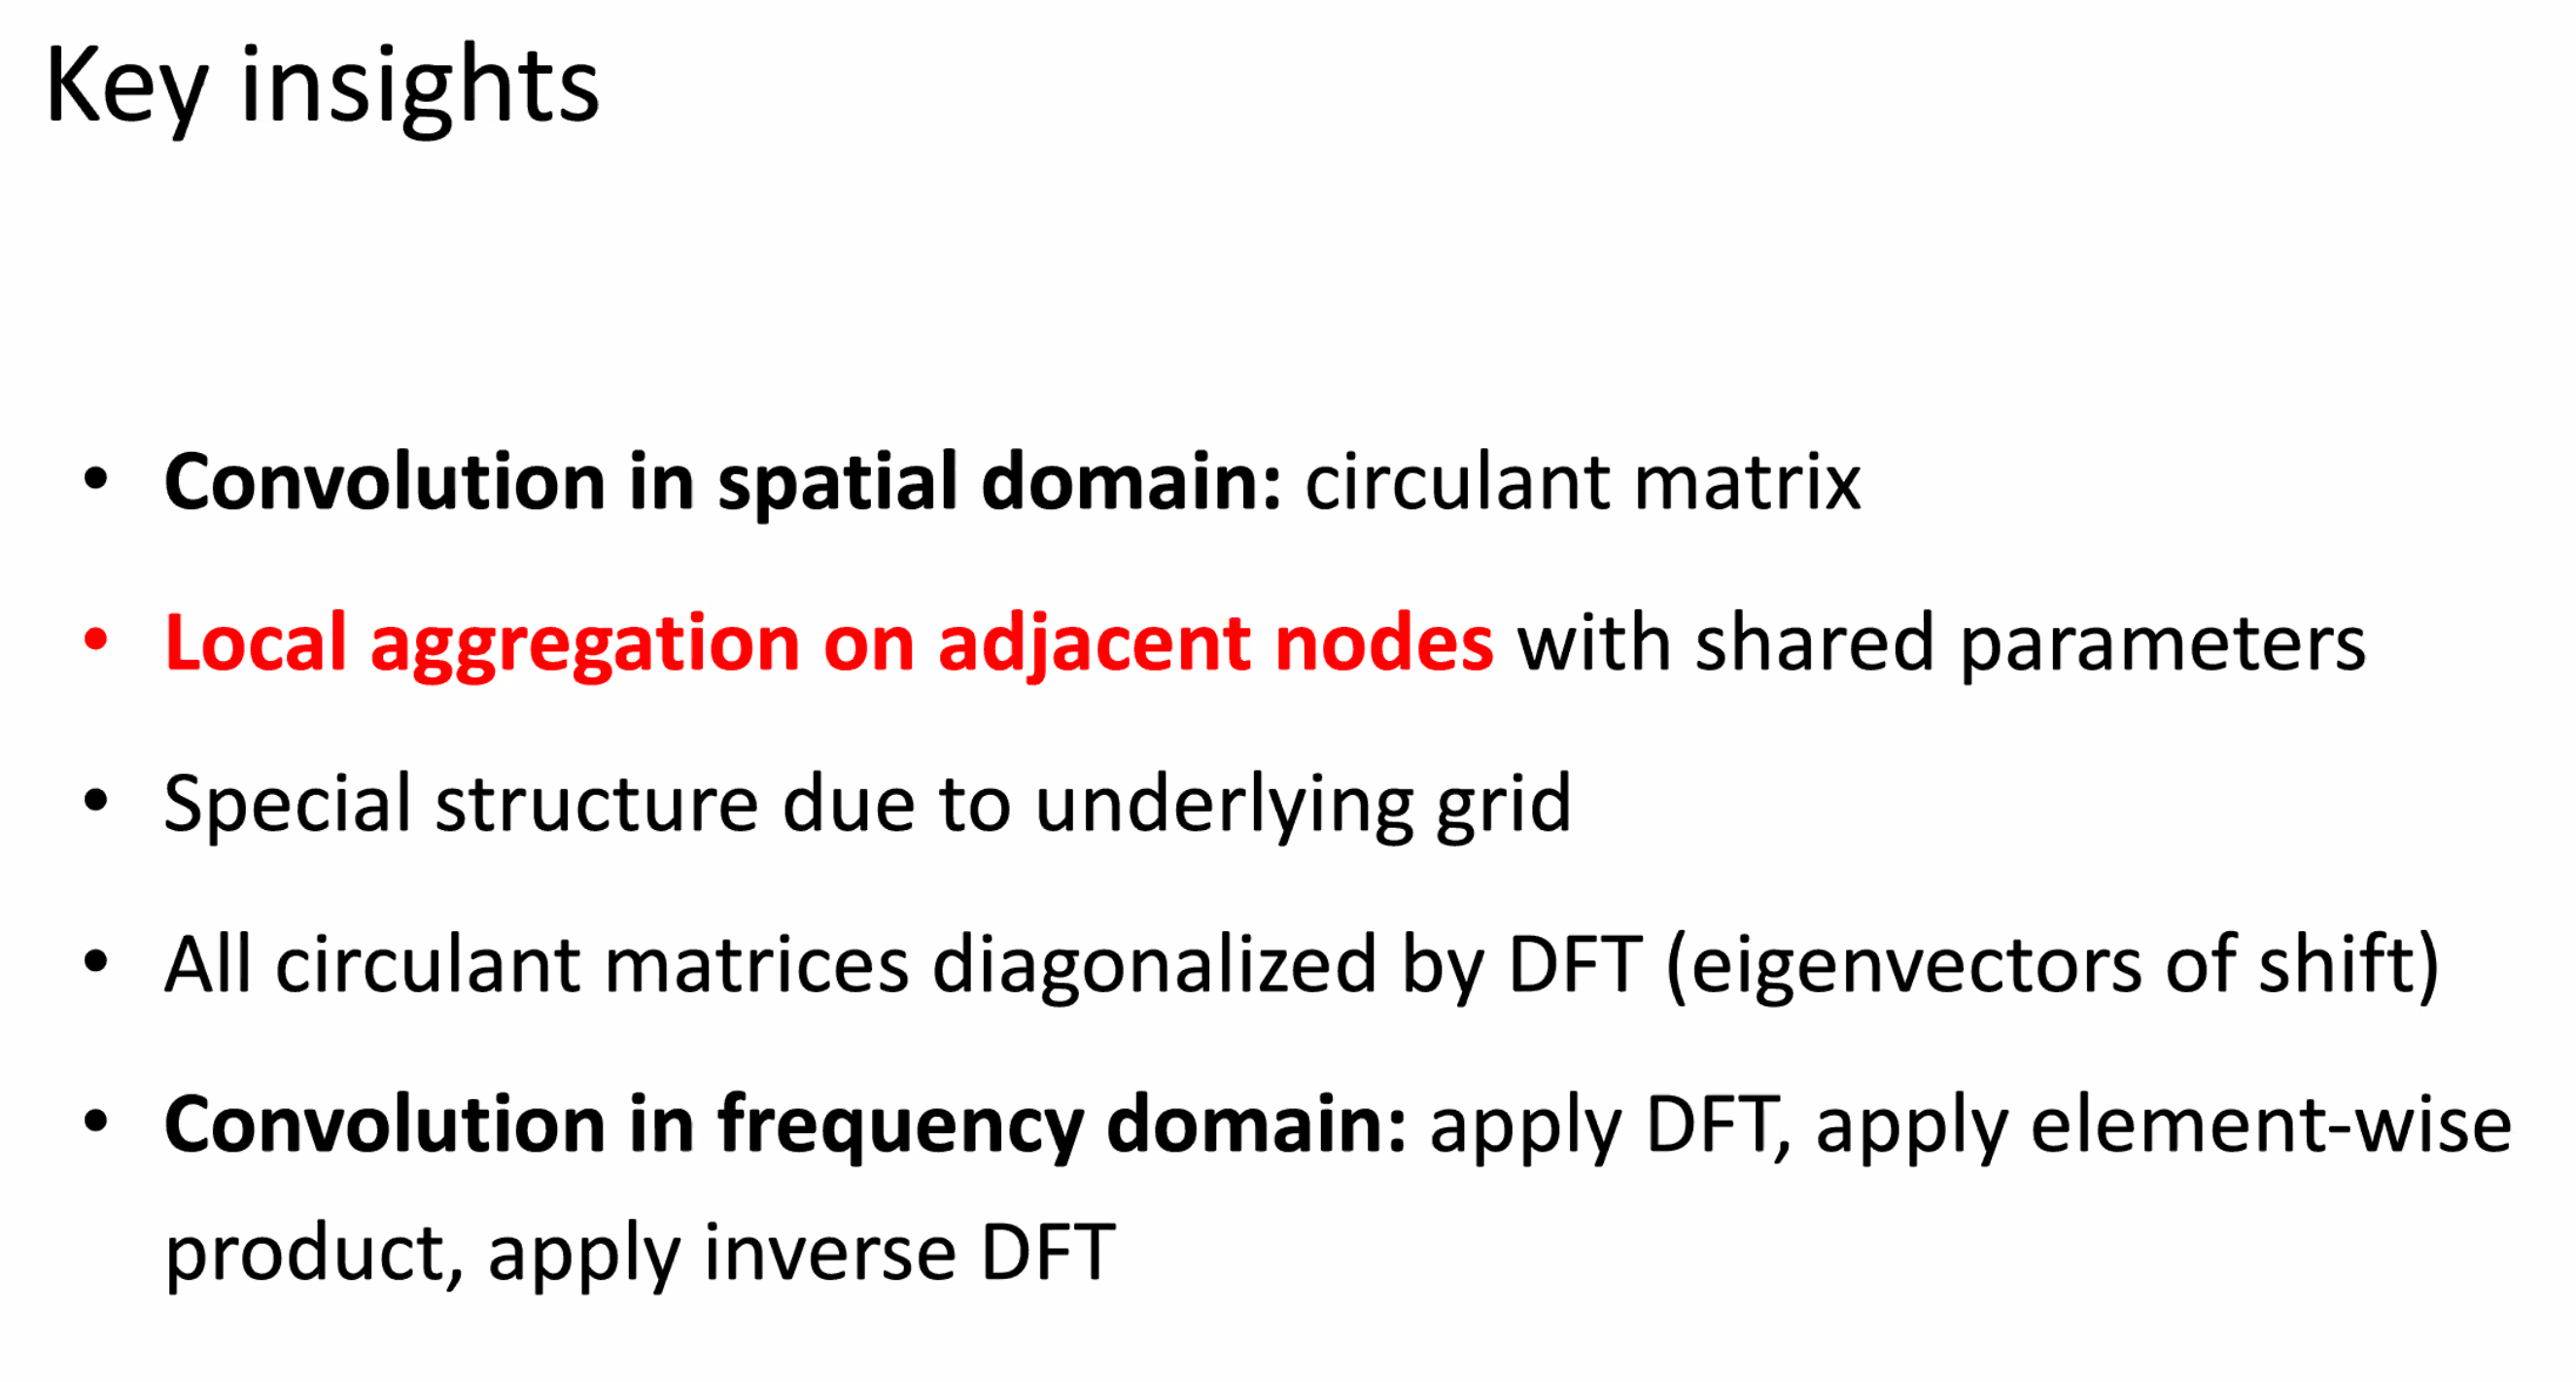 Key insights
• Convolution in spatial domain: circulant matrix
• Local aggregation on adjacent nodes with shared parameters
• Special structure due to underlying grid
• All circulant matrices diagonalized by DFT (eigenvectors of shift)
• Convolution in frequency domain: apply DFT, apply element-wise
product, apply inverse DFT